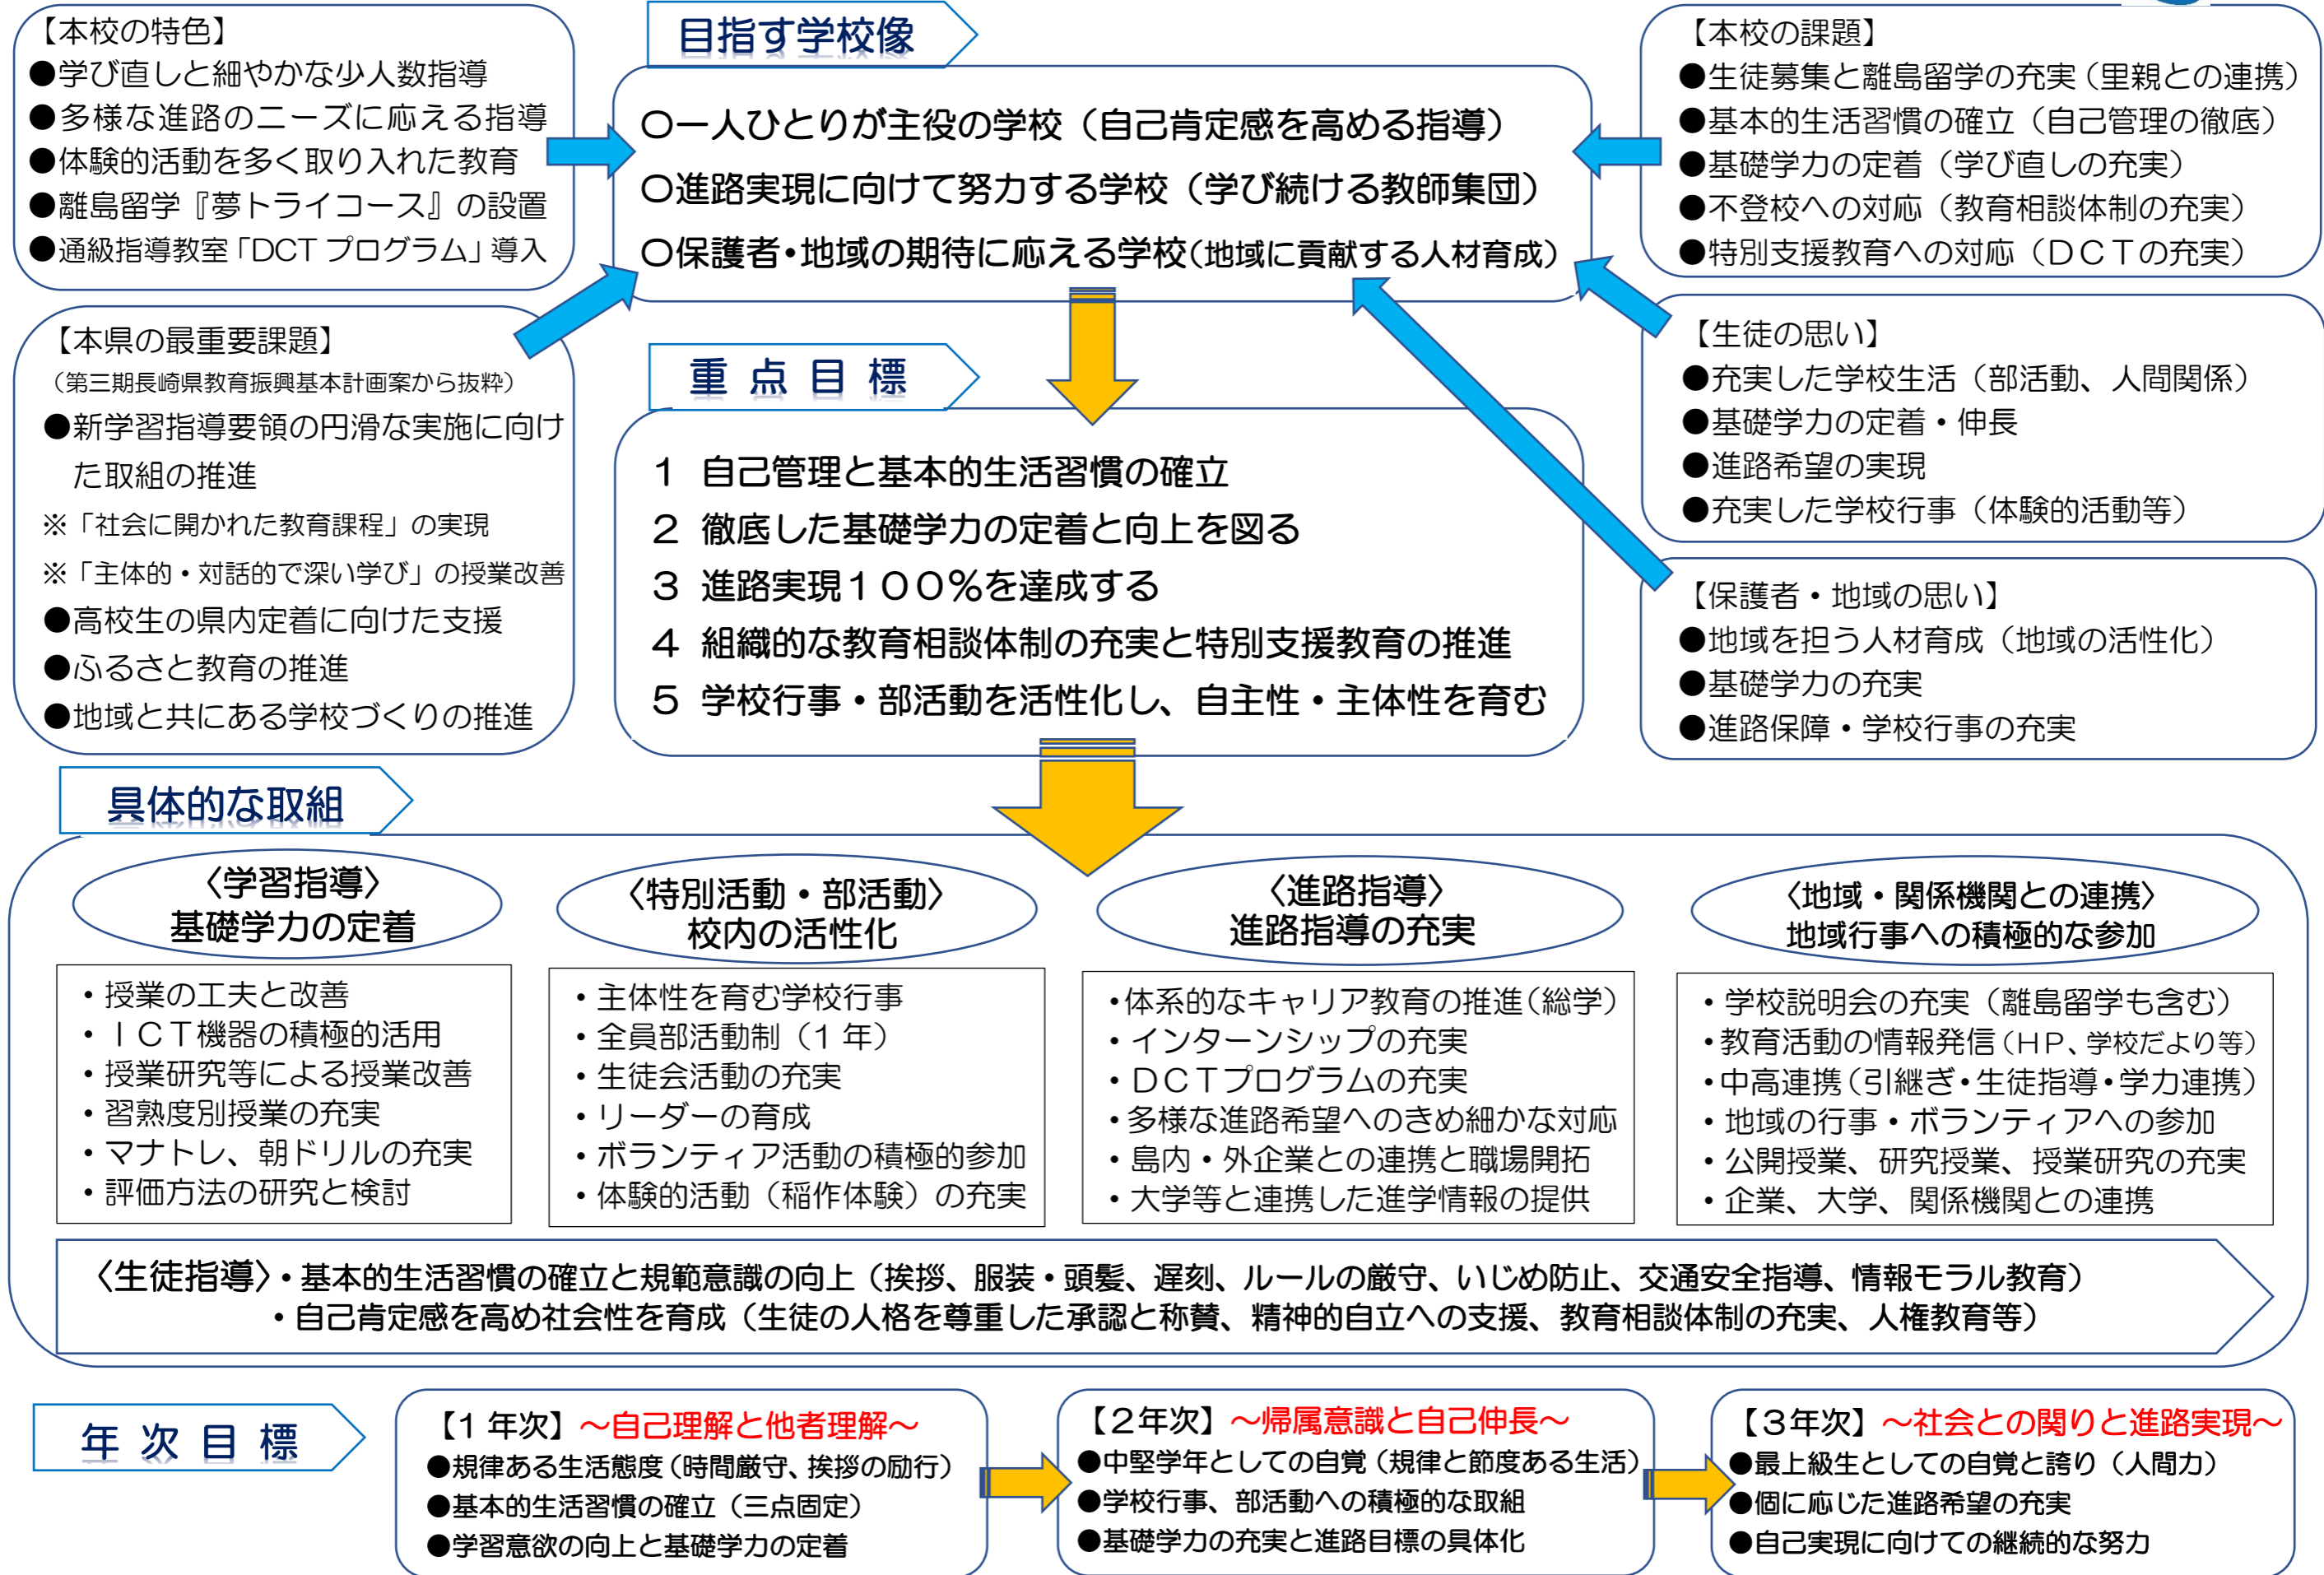 【本校の特色】
●学び直しと細やかな少人数指導
●多様な進路のニーズに応える指導
●体験的活動を多く取り入れた教育
●離島留学『夢トライコース』の設置
●通級指導教室「DCTプログラム」導入
目指す学校像
〇一人ひとりが主役の学校（自己肯定感を高める指導）
〇進路実現に向けて努力する学校（学び続ける教師集団）
〇保護者・地域の期待に応える学校（地域に貢献する人材育成）
【本校の課題】
●生徒募集と離島留学の充実（里親との連携）
●基本的生活習慣の確立（自己管理の徹底）
●基礎学力の定着（学び直しの充実）
●不登校への対応（教育相談体制の充実）
●特別支援教育への対応（ＤＣＴの充実）
【本県の最重要課題】
（第三期長崎県教育振興基本計画案から抜粋）
●新学習指導要領の円滑な実施に向け
た取組の推進
※「社会に開かれた教育課程」の実現
※「主体的・対話的で深い学び」の授業改善
●高校生の県内定着に向けた支援
●ふるさと教育の推進
●地域と共にある学校づくりの推進
重点目標
１ 自己管理と基本的生活習慣の確立
２ 徹底した基礎学力の定着と向上を図る
３ 進路実現１００％を達成する
４ 組織的な教育相談体制の充実と特別支援教育の推進
５ 学校行事・部活動を活性化し、自主性・主体性を育む
【生徒の思い】
●充実した学校生活（部活動、人間関係）
●基礎学力の定着・伸長
●進路希望の実現
●充実した学校行事（体験的活動等）
【保護者・地域の思い】
●地域を担う人材育成（地域の活性化）
●基礎学力の充実
●進路保障・学校行事の充実
具体的な取組
〈学習指導〉
基礎学力の定着
・授業の工夫と改善
・ＩＣＴ機器の積極的活用
・授業研究等による授業改善
・習熟度別授業の充実
・マナトレ、朝ドリルの充実
・評価方法の研究と検討
〈特別活動・部活動〉
校内の活性化
・主体性を育む学校行事
・全員部活動制（1年）
・生徒会活動の充実
・リーダーの育成
・ボランティア活動の積極的参加
・体験的活動（稲作体験）の充実
〈進路指導〉
進路指導の充実
・体系的なキャリア教育の推進（総学）
・インターンシップの充実
・ＤＣＴプログラムの充実
・多様な進路希望へのきめ細かな対応
・島内・外企業との連携と職場開拓
・大学等と連携した進学情報の提供
〈地域・関係機関との連携〉
地域行事への積極的な参加
・学校説明会の充実（離島留学も含む）
・教育活動の情報発信（ＨＰ、学校だより等）
・中高連携（引継ぎ・生徒指導・学力連携）
・地域の行事・ボランティアへの参加
・公開授業、研究授業、授業研究の充実
・企業、大学、関係機関との連携
〈生徒指導〉・基本的生活習慣の確立と規範意識の向上（挨拶、服装・頭髪、遅刻、ルールの厳守、いじめ防止、交通安全指導、情報モラル教育）
・自己肯定感を高め社会性を育成（生徒の人格を尊重した承認と称賛、精神的自立への支援、教育相談体制の充実、人権教育等）
年次目標
【1年次】～自己理解と他者理解～
●規律ある生活態度（時間厳守、挨拶の励行）
●基本的生活習慣の確立（三点固定）
●学習意欲の向上と基礎学力の定着
【２年次】～帰属意識と自己伸長～
●中堅学年としての自覚（規律と節度ある生活）
●学校行事、部活動への積極的な取組
●基礎学力の充実と進路目標の具体化
【３年次】～社会との関りと進路実現～
●最上級生としての自覚と誇り（人間力）
●個に応じた進路希望の充実
●自己実現に向けての継続的な努力